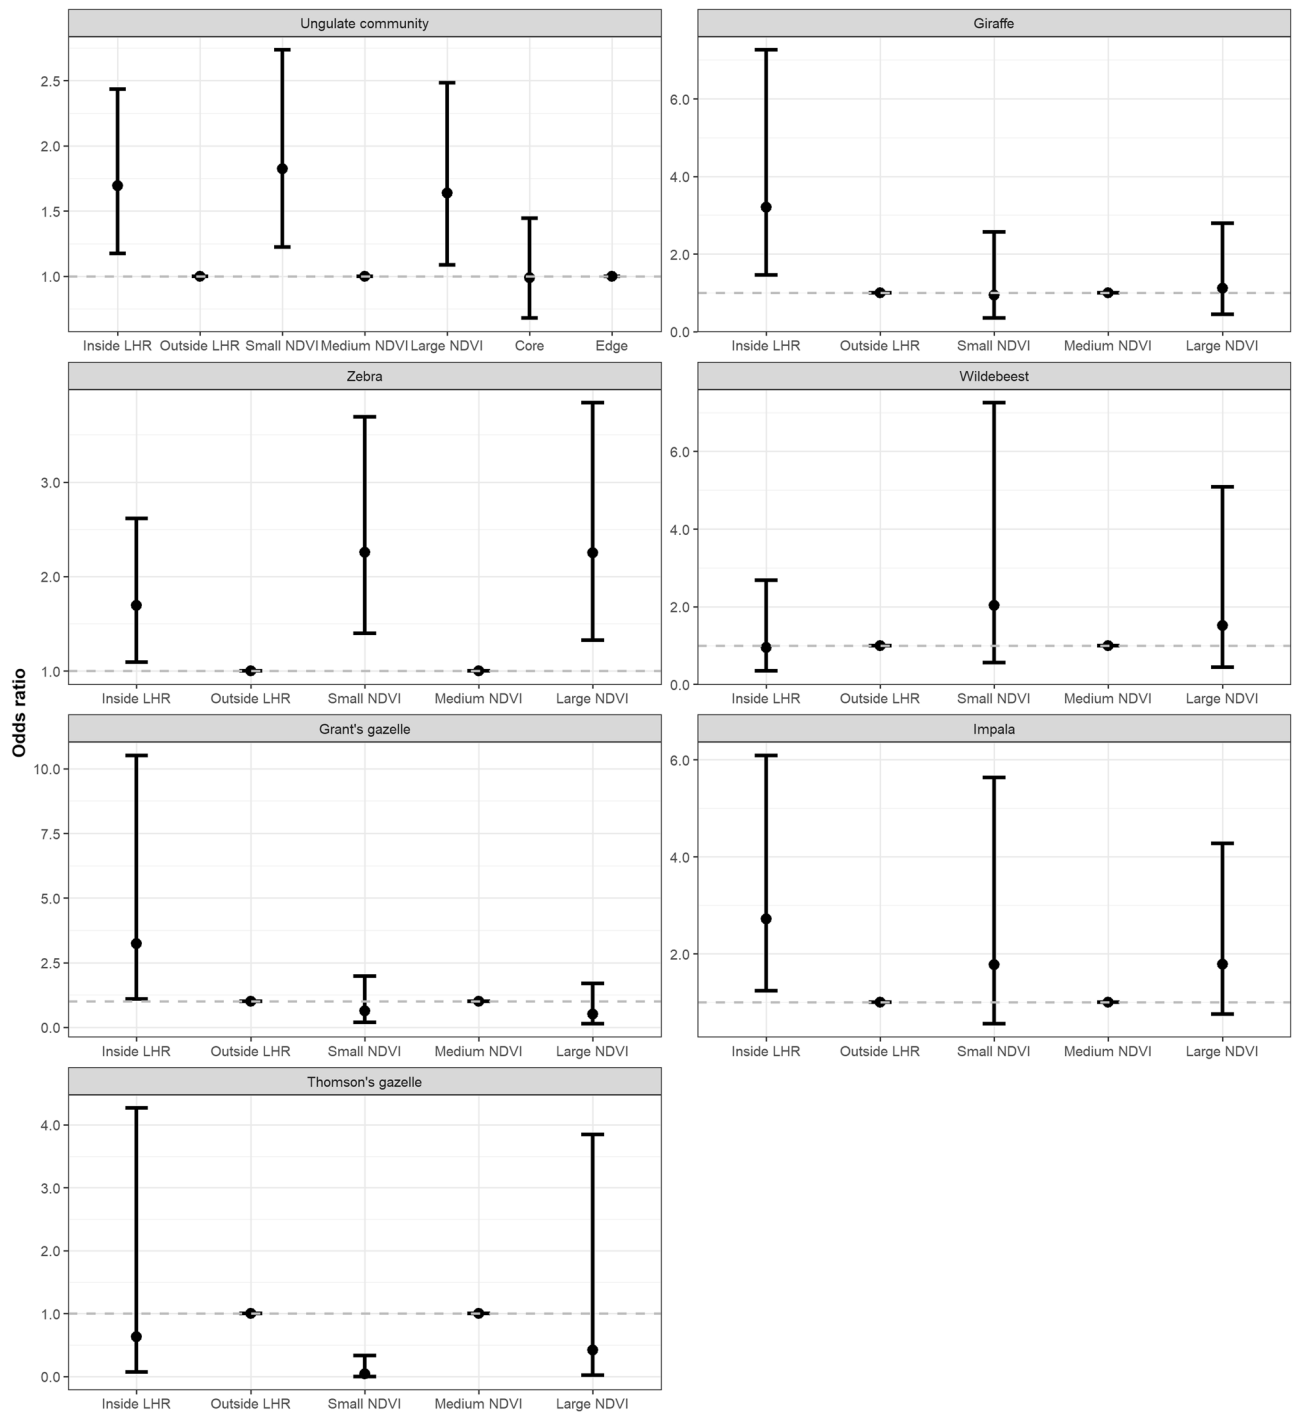 Ungulate community
2.5
2.0
1.5
1.0
Inside LHR Outside LHR Small NDVI Medium NDVI Large NDVI Core Edge
Giraffe
6.0
4.0
2.0
0.0
Inside LHR Outside LHR Small NDVI Medium NDVI Large NDVI
Zebra
3.0
2.0
1.0
Inside LHR Outside LHR Small NDVI Medium NDVI Large NDVI
Wildebeest
6.0
4.0
2.0
0.0
Inside LHR Outside LHR Small NDVI Medium NDVI Large NDVI
Odds ratio
Grant's gazelle
10.0
7.5
5.0
2.5
0.0
Inside LHR Outside LHR Small NDVI Medium NDVI Large NDVI
Impala
6.0
4.0
2.0
Inside LHR Outside LHR Small NDVI Medium NDVI Large NDVI
Thomson's gazelle
4.0
3.0
2.0
1.0
0.0
Inside LHR Outside LHR Small NDVI Medium NDVI Large NDVI